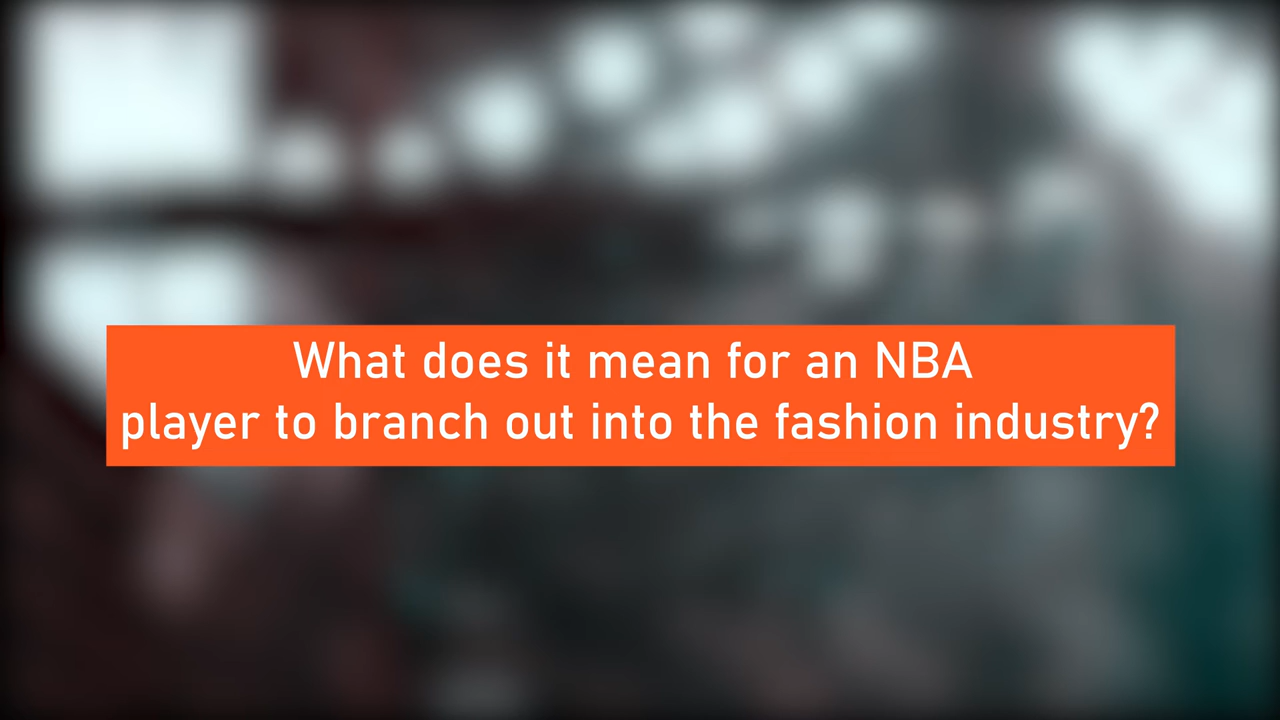 What does it mean for an NBA
player to branch out into the fashion industry?